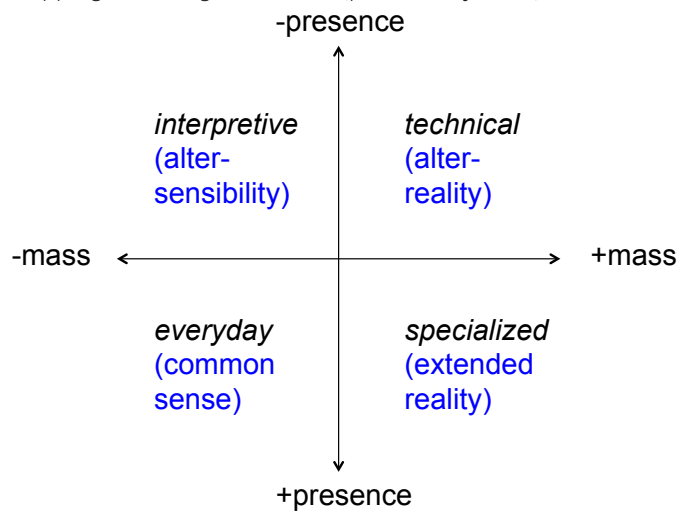 -presence
interpretive
(alter-
sensibility)
technical
(alter-
reality)
-mass
+mass
everyday
(common
sense)
specialized
(extended
reality)
+presence